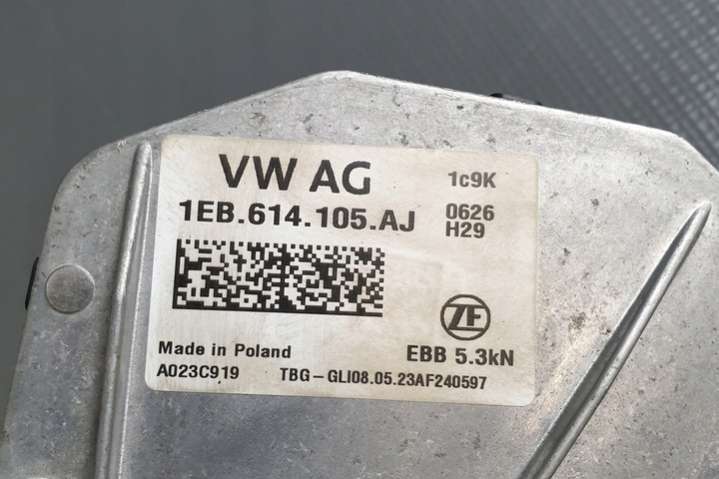 VW AG 1c9K
1EB.614.105.AJ 0626
H29
ZF
Made in Poland EBB 5.3kN
A023C919 TBG-GLI08.05.23AF240597